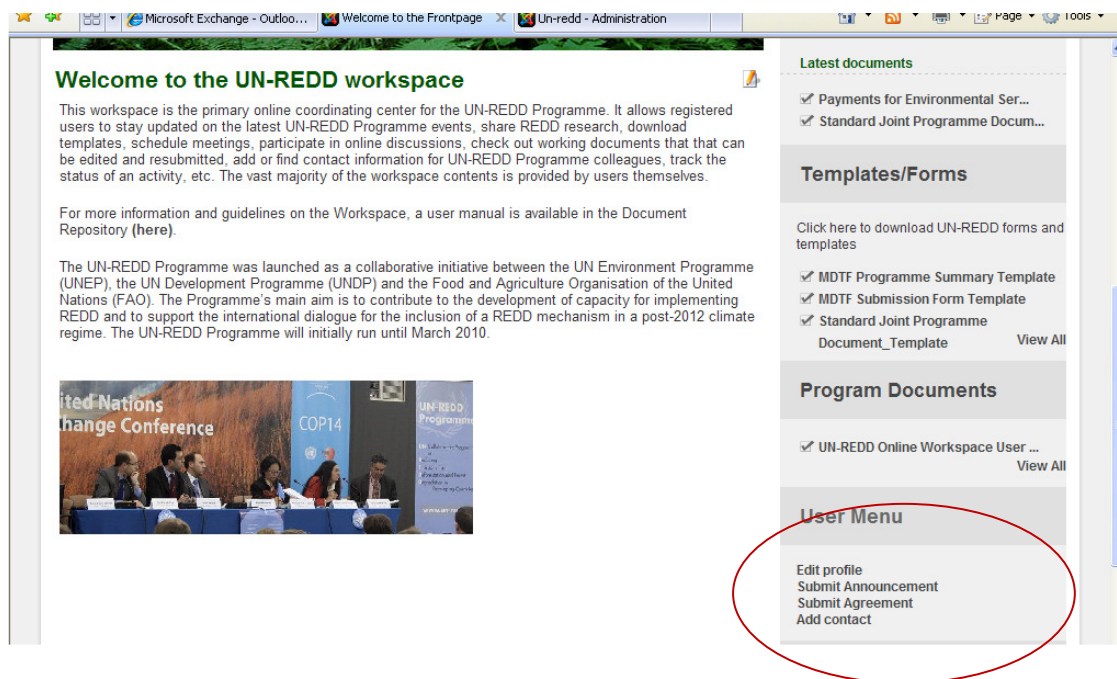 Microsoft Exchange - Outloo...
Welcome to the Frontpage
Un-redd - Administration
Page
Tools
Welcome to the UN-REDD workspace
This workspace is the primary online coordinating center for the UN-REDD Programme. It allows registered
users to stay updated on the latest UN-REDD Programme events, share REDD research, download
templates, schedule meetings, participate in online discussions, check out working documents that that can
be edited and resubmitted, add or find contact information for UN-REDD Programme colleagues, track the
status of an activity, etc. The vast majority of the workspace contents is provided by users themselves.
For more information and guidelines on the Workspace, a user manual is available in the Document
Repository (here).
The UN-REDD Programme was launched as a collaborative initiative between the UN Environment Programme
(UNEP), the UN Development Programme (UNDP) and the Food and Agriculture Organisation of the United
Nations (FAO). The Programme's main aim is to contribute to the development of capacity for implementing
REDD and to support the international dialogue for the inclusion of a REDD mechanism in a post-2012 climate
regime. The UN-REDD Programme will initially run until March 2010.
ited Nations
hange Conference
COP14
UN-REDD
Programme
Latest documents
Payments for Environmental Ser...
Standard Joint Programme Docum...
Templates/Forms
Click here to download UN-REDD forms and
templates
MDTF Programme Summary Template
MDTF Submission Form Template
Standard Joint Programme
Document_Template
View All
Program Documents
UN-REDD Online Workspace User ...
View All
User Menu
Edit profile
Submit Announcement
Submit Agreement
Add contact